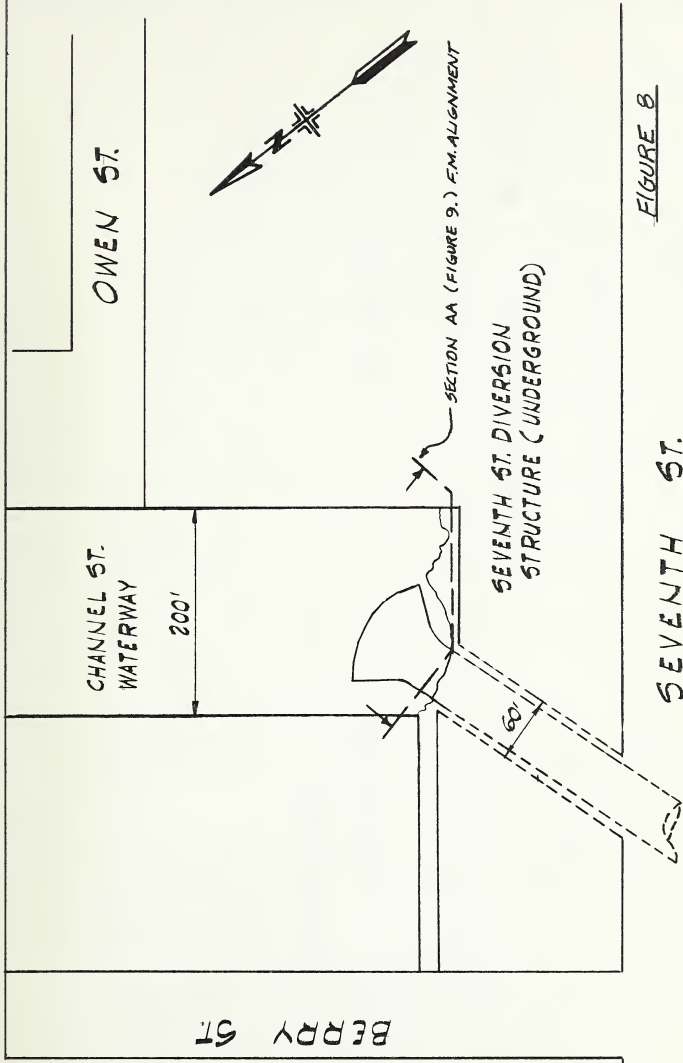 OWEN ST.
N
CHANNEL ST.
WATERWAY
200'
SECTION AA (FIGURE 9.) F.M. ALIGNMENT
SEVENTH ST. DIVERSION
STRUCTURE (UNDERGROUND)
60'
BERRY ST.
SEVENTH ST.
FIGURE 8